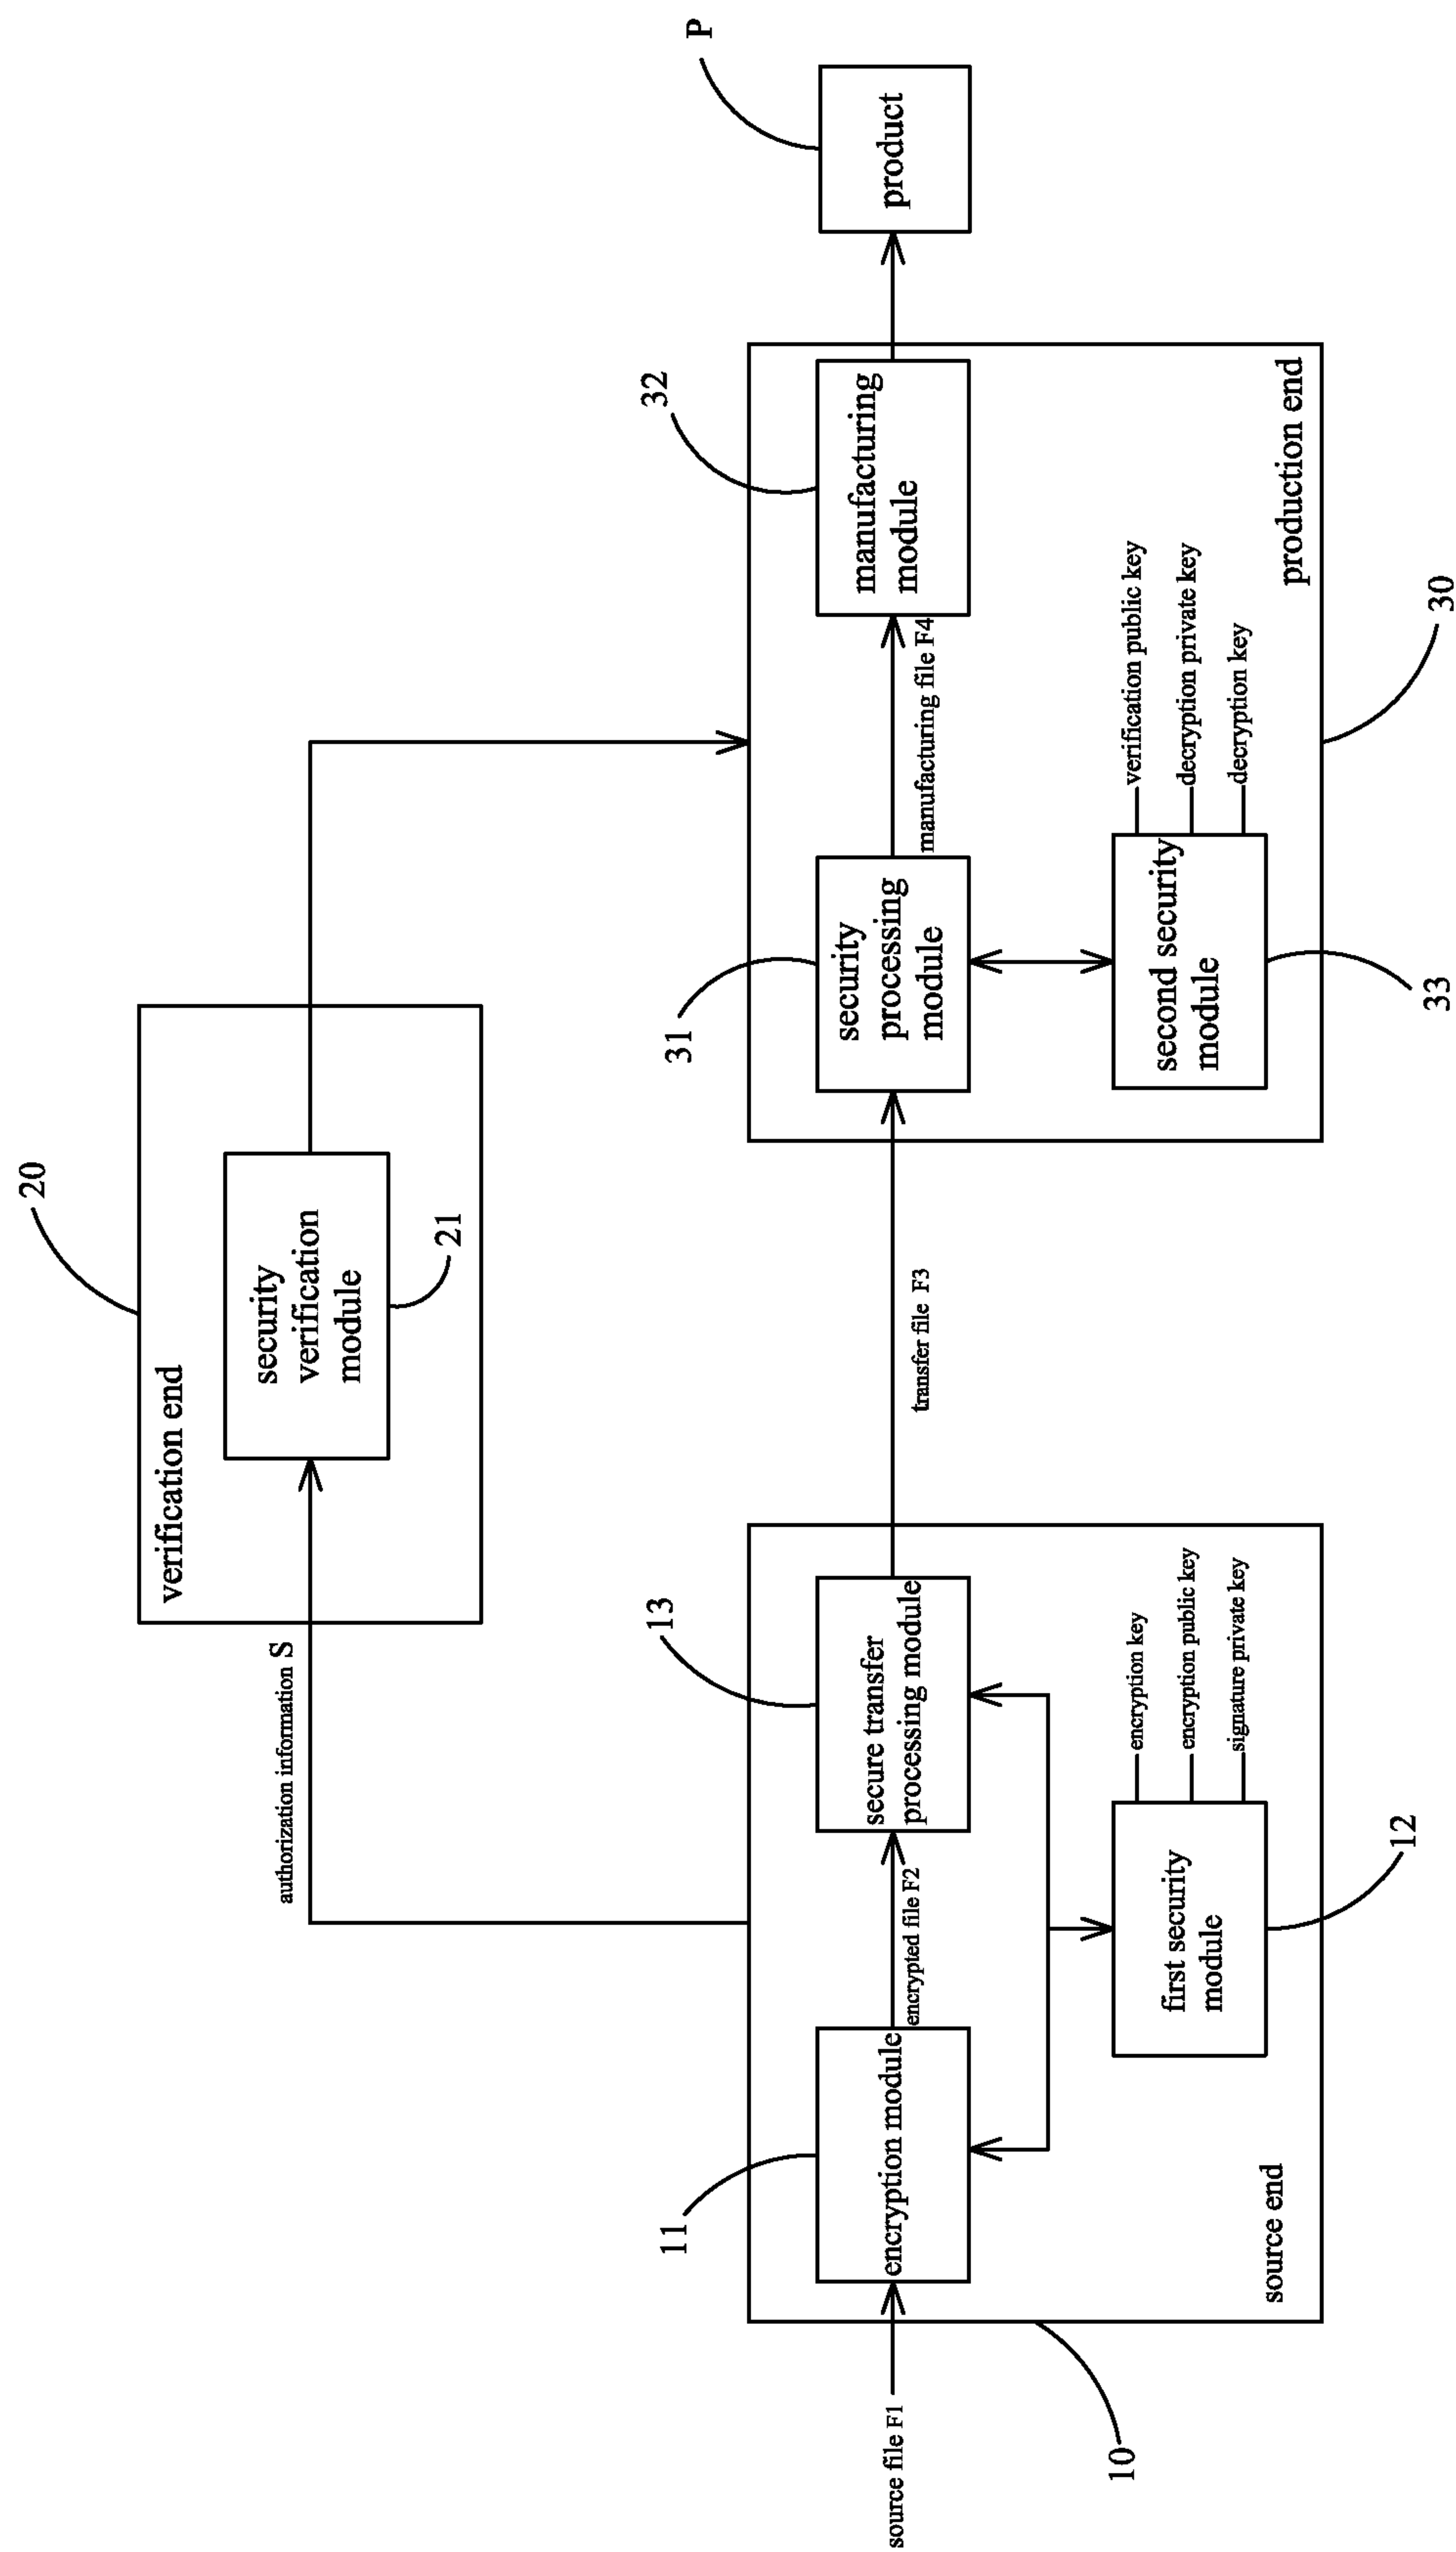 20
verification end
security
verification
module
21
authorization information S
P
product
32
manufacturing
module
manufacturing file F4
31
security
processing
module
verification public key
decryption private key
decryption key
second security
module
33
production end
30
transfer file F3
13
secure transfer
processing module
encrypted file F2
11
encryption module
source file F1
encryption key
encryption public key
signature private key
first security
module
12
source end
10